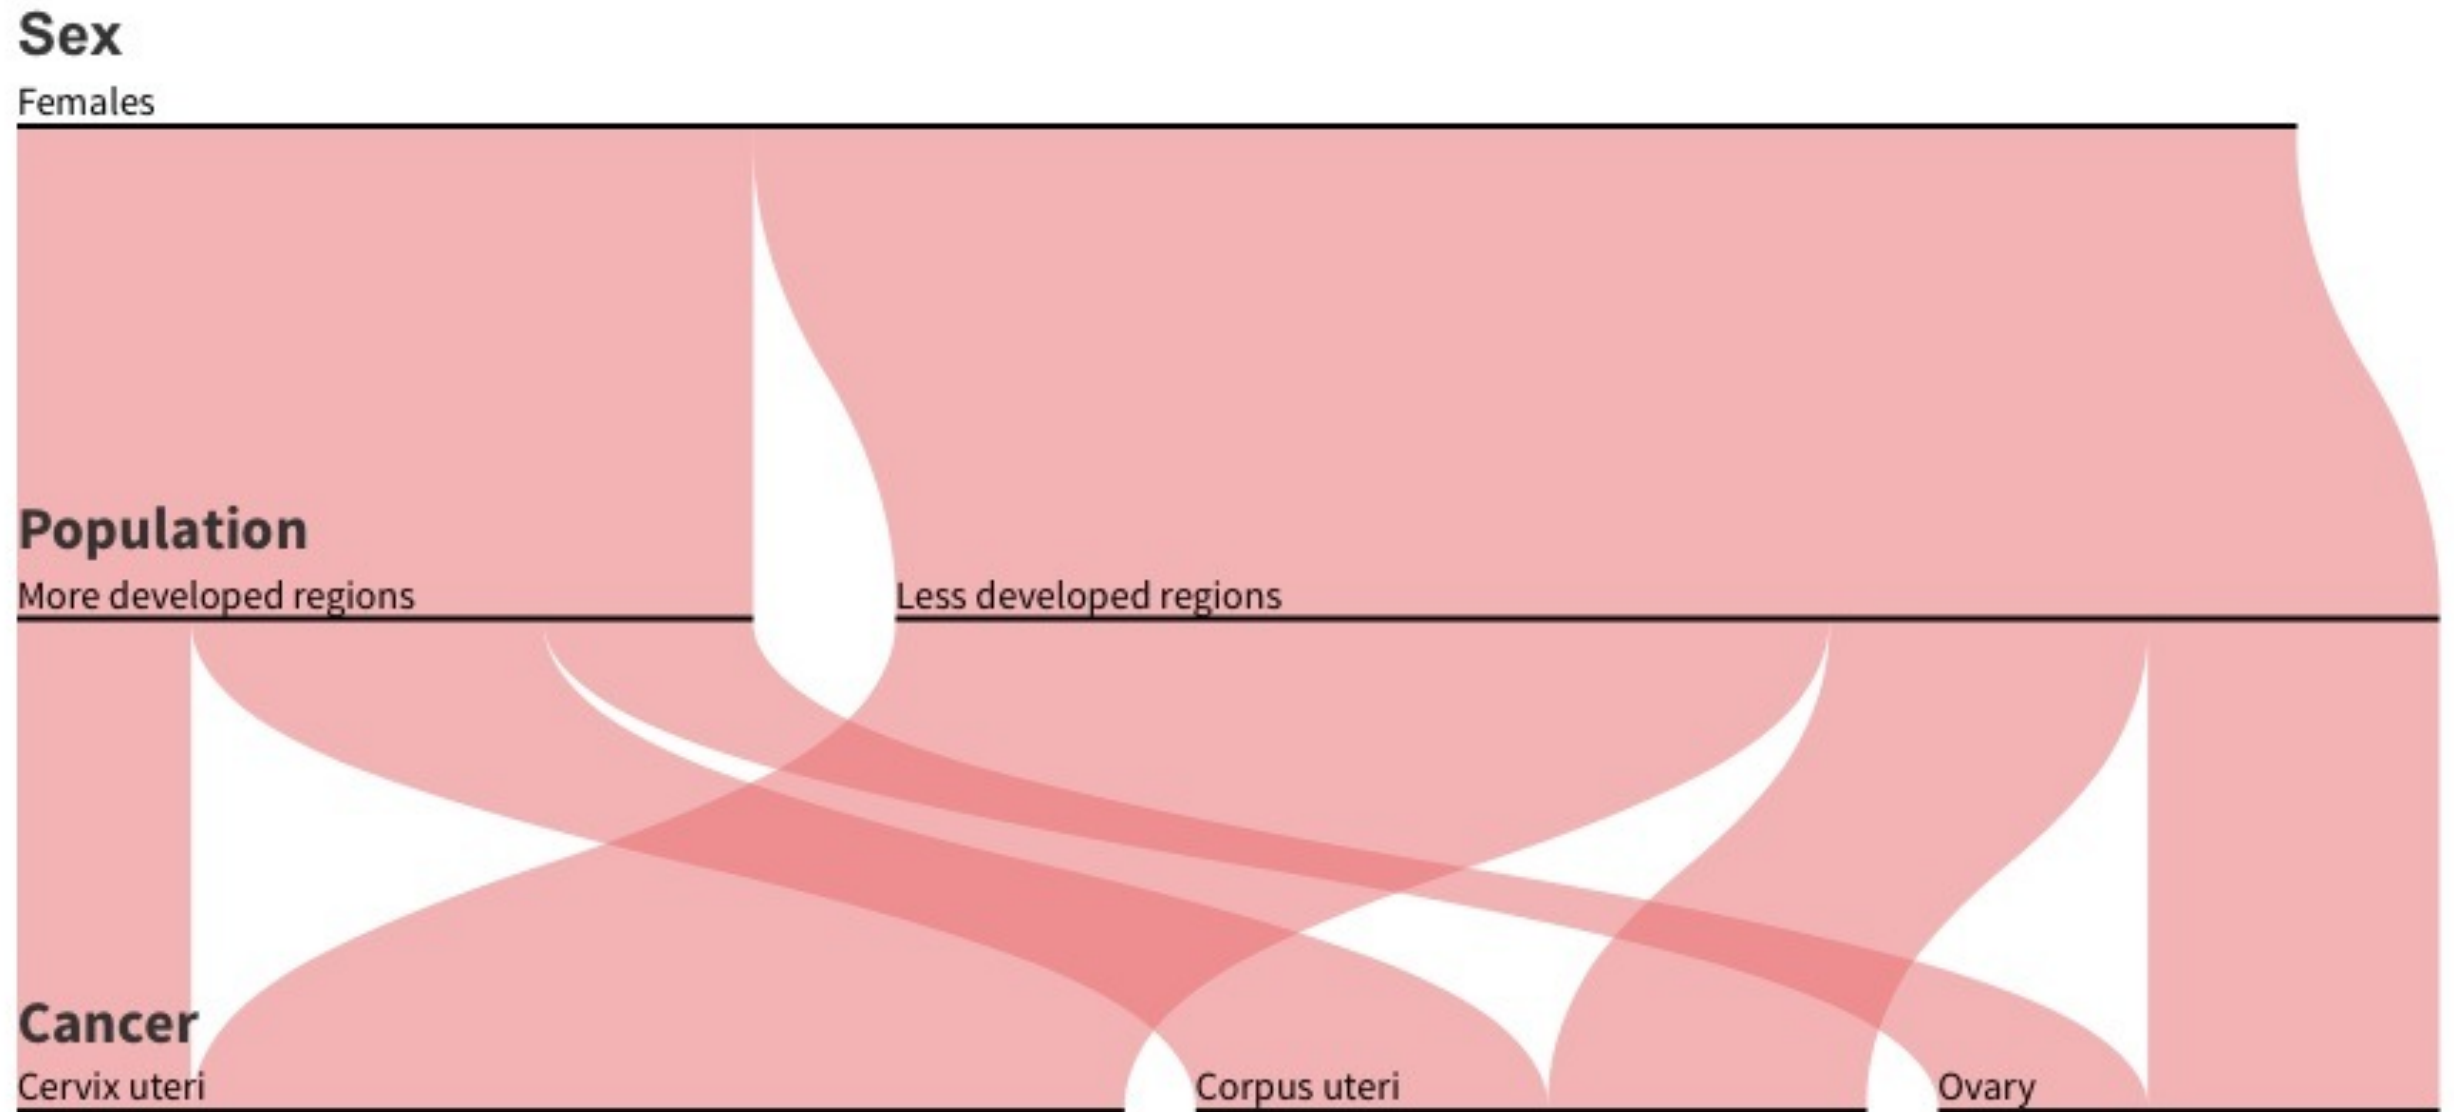 Sex
Females
Population
More developed regions
Less developed regions
Cancer
Cervix uteri
Corpus uteri
Ovary